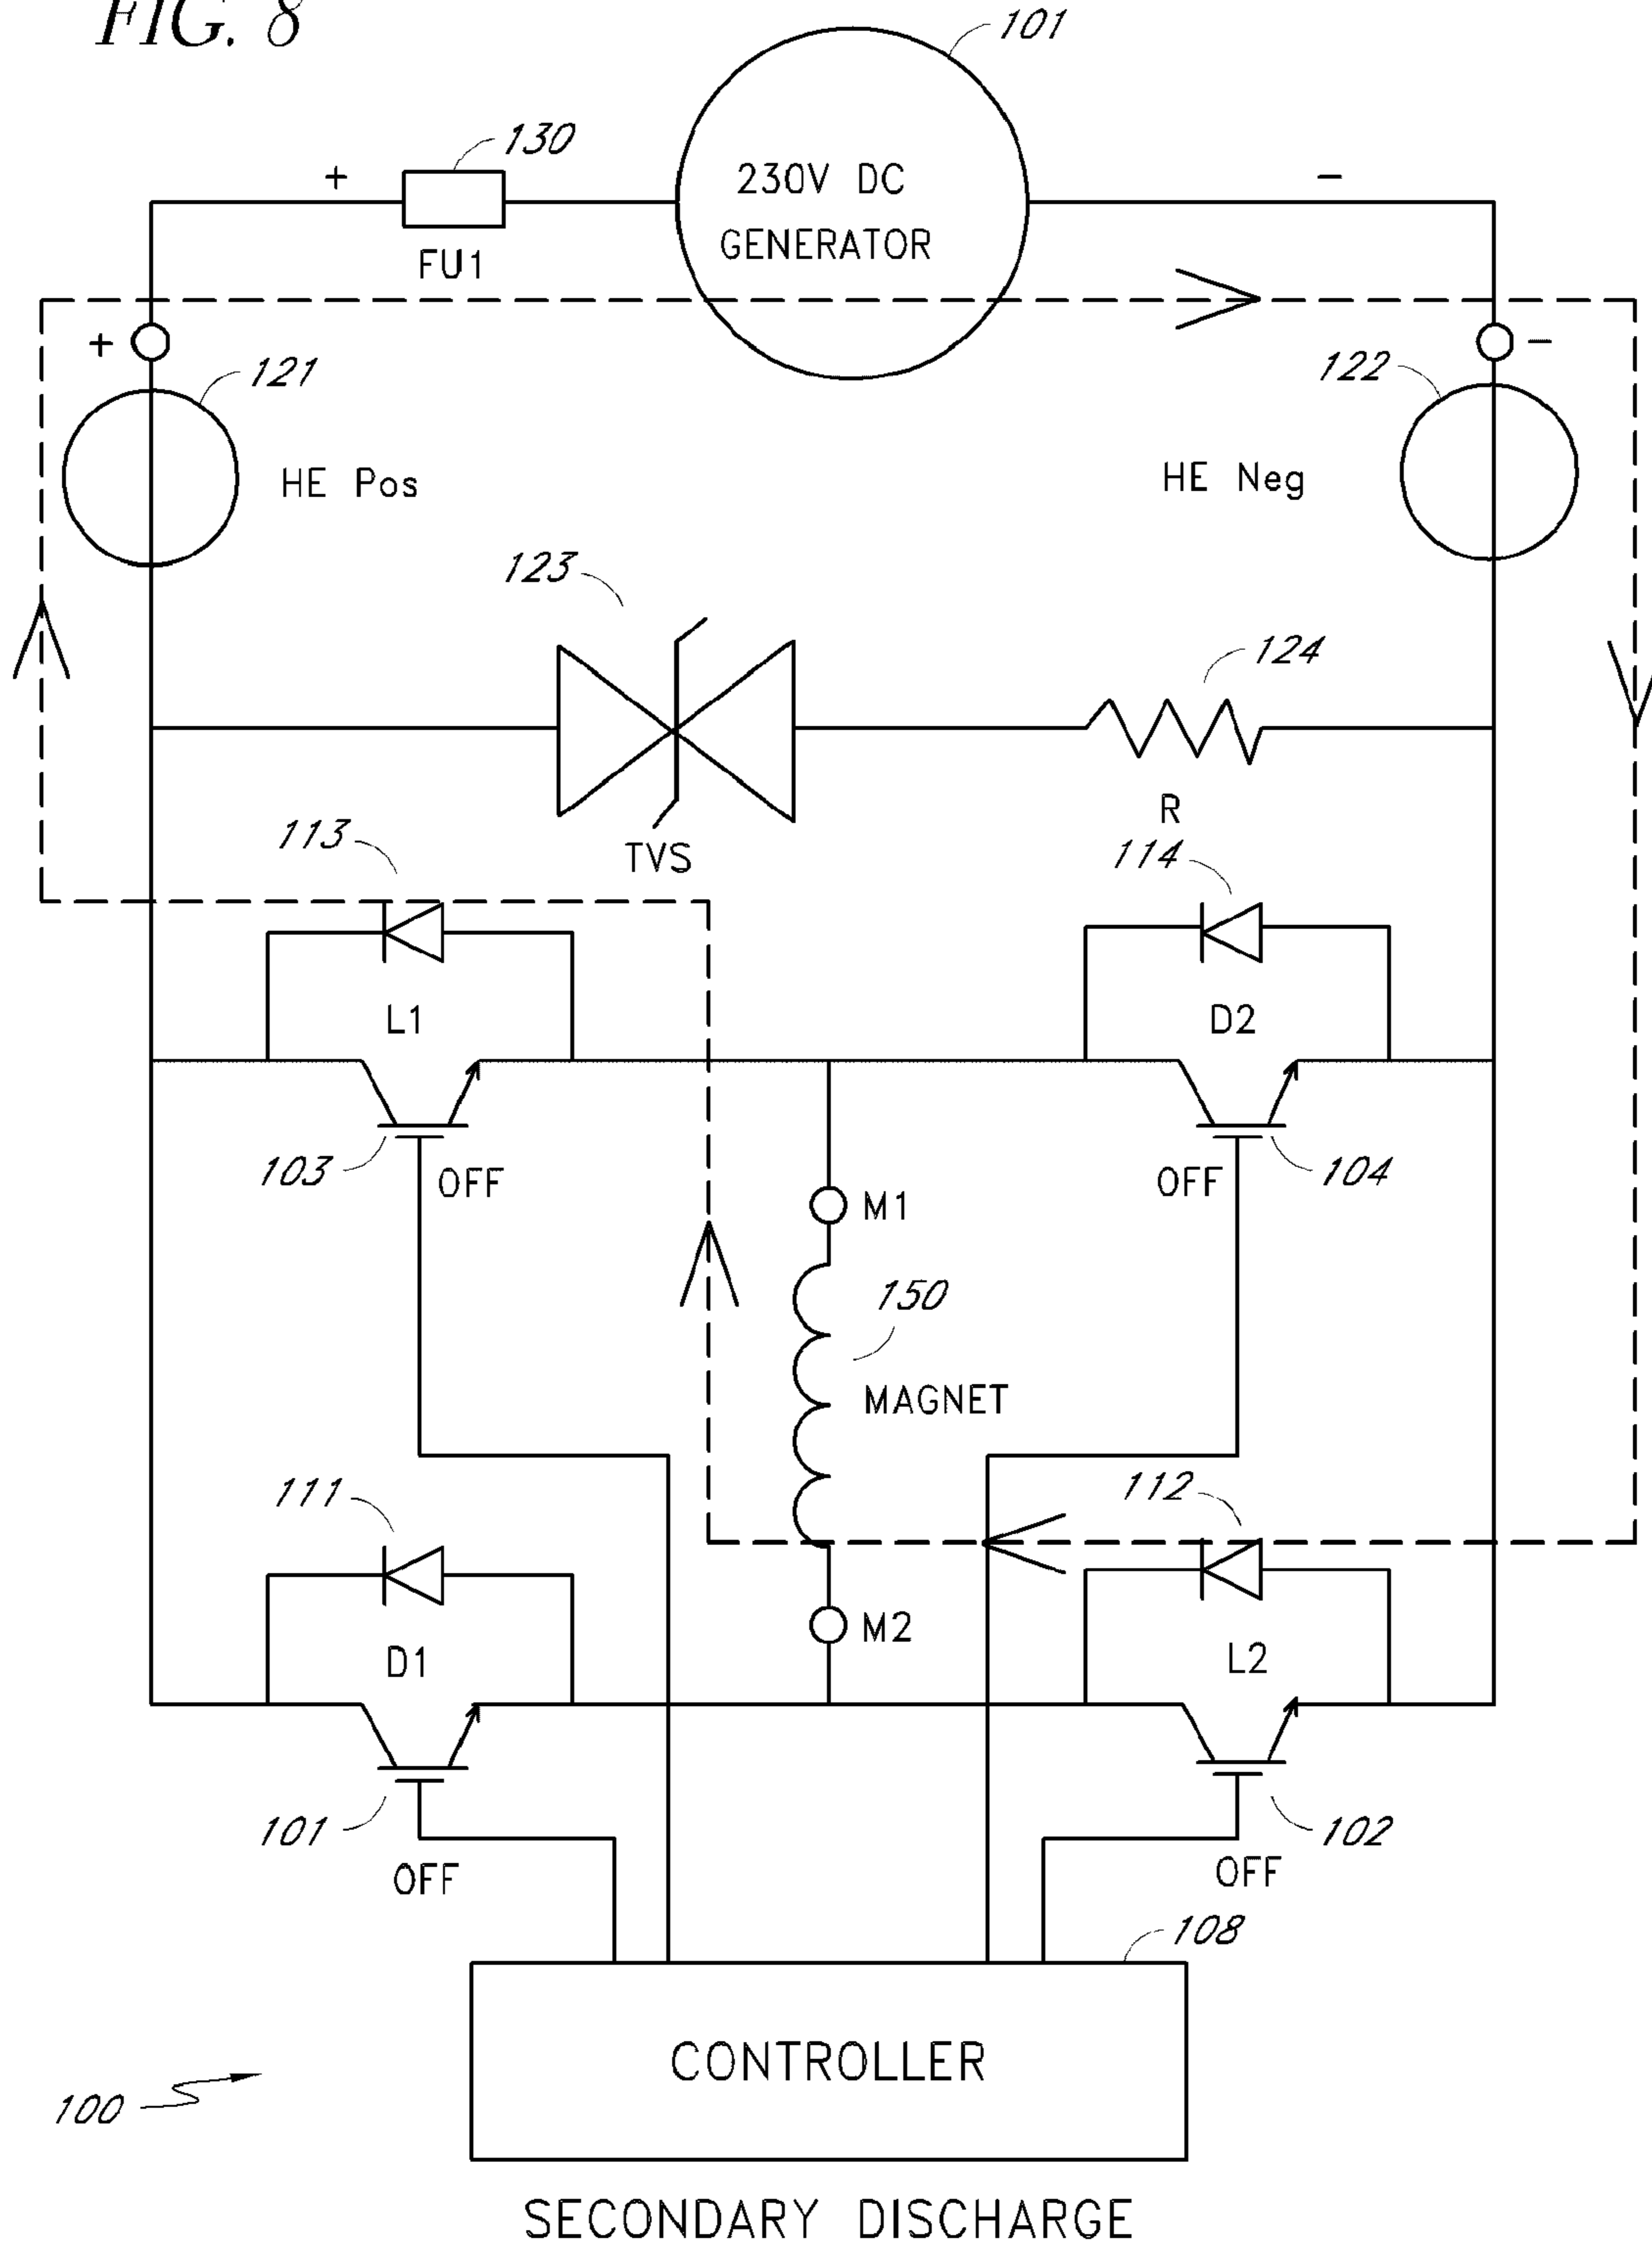 FIG. 8
101
130
+
230V DC
GENERATOR
−
FU1
+
−
121
122
HE Pos
HE Neg
123
124
R
TVS
113
114
L1
D2
103
OFF
OFF
104
M1
150
MAGNET
111
112
M2
D1
L2
101
OFF
102
OFF
108
CONTROLLER
100
SECONDARY DISCHARGE